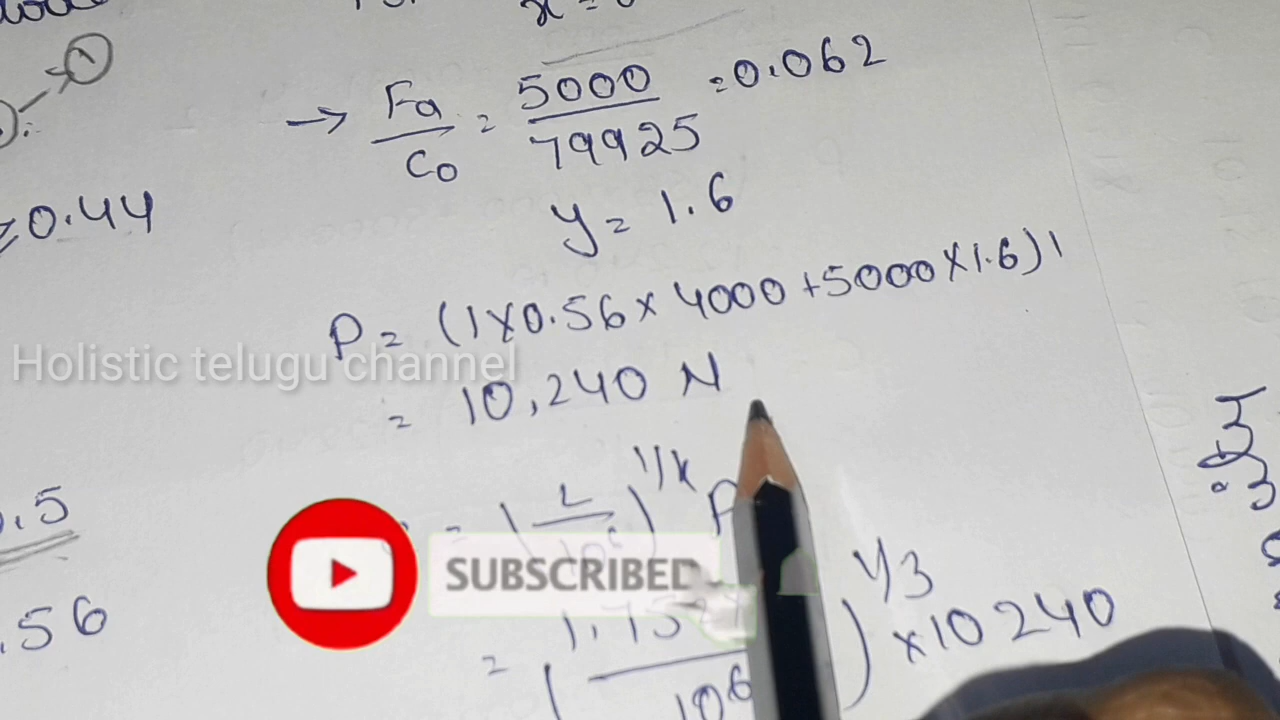 → Fa/Co = 5000/79925 = 0.062
0.44
y = 1.6
P = (1×0.56×4000+5000×1.6)1
Holistic telugu channel
= 10,240 N
.5
= (L/10⁶)^1/k P
SUBSCRIBED
.56
= ( /10⁶)^1/3 ×10240